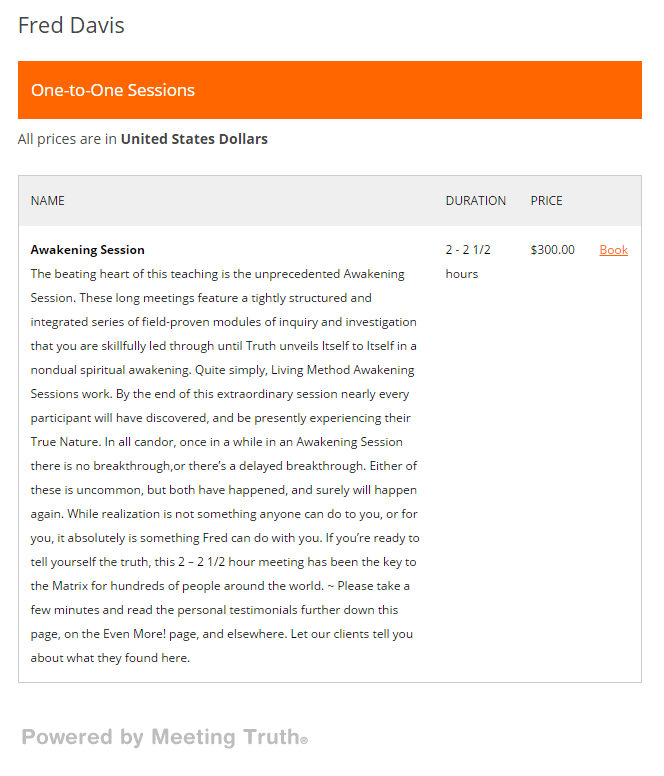 Fred Davis
One-to-One Sessions
All prices are in United States Dollars
NAME DURATION PRICE
Awakening Session 2 - 2 1/2 $300.00 Book
The beating heart of this teaching is the unprecedented Awakening hours
Session. These long meetings feature a tightly structured and
integrated series of field-proven modules of inquiry and investigation
that you are skillfully led through until Truth unveils Itself to Itself in a
nondual spiritual awakening. Quite simply, Living Method Awakening
Sessions work. By the end of this extraordinary session nearly every
participant will have discovered, and be presently experiencing their
True Nature. In all candor, once in a while in an Awakening Session
there is no breakthrough,or there’s a delayed breakthrough. Either of
these is uncommon, but both have happened, and surely will happen
again. While realization is not something anyone can do to you, or for
you, it absolutely is something Fred can do with you. If you’re ready to
tell yourself the truth, this 2 – 2 1/2 hour meeting has been the key to
the Matrix for hundreds of people around the world. ~ Please take a
few minutes and read the personal testimonials further down this
page, on the Even More! page, and elsewhere. Let our clients tell you
about what they found here.
Powered by Meeting Truth®